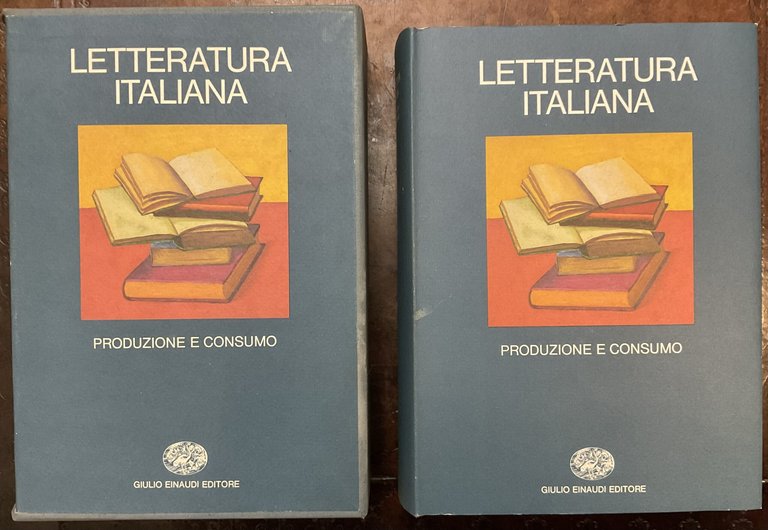 LETTERATURA
ITALIANA
PRODUZIONE E CONSUMO
GIULIO EINAUDI EDITORE
LETTERATURA
ITALIANA
PRODUZIONE E CONSUMO
GIULIO EINAUDI EDITORE